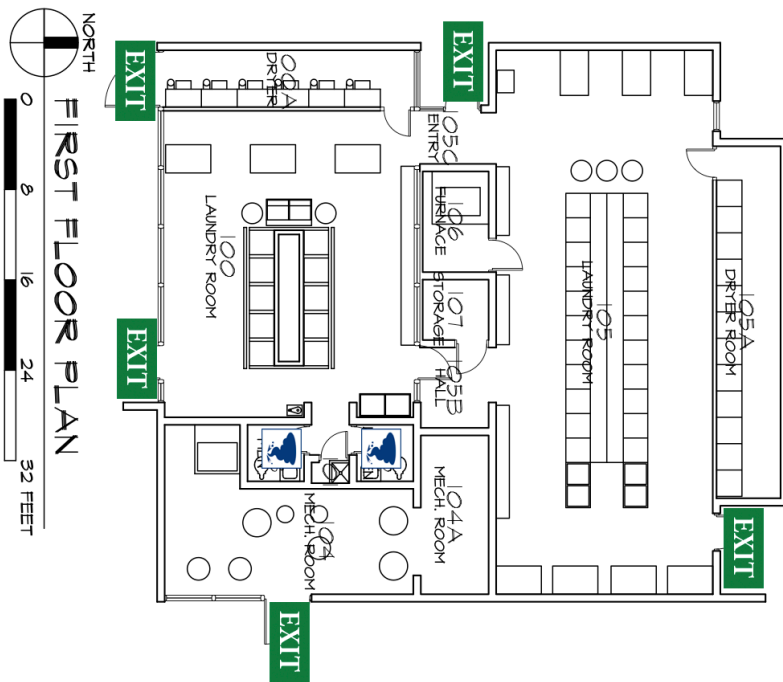 105A
DRYER ROOM
EXIT
105
LAUNDRY ROOM
EXIT
105C
ENTRY
106
FURNACE
107
STORAGE
105B
HALL
104A
MECH. ROOM
00A
DRYER
100
LAUNDRY ROOM
104
MECH. ROOM
EXIT
EXIT
EXIT
NORTH
FIRST FLOOR PLAN
0 8 16 24 32 FEET